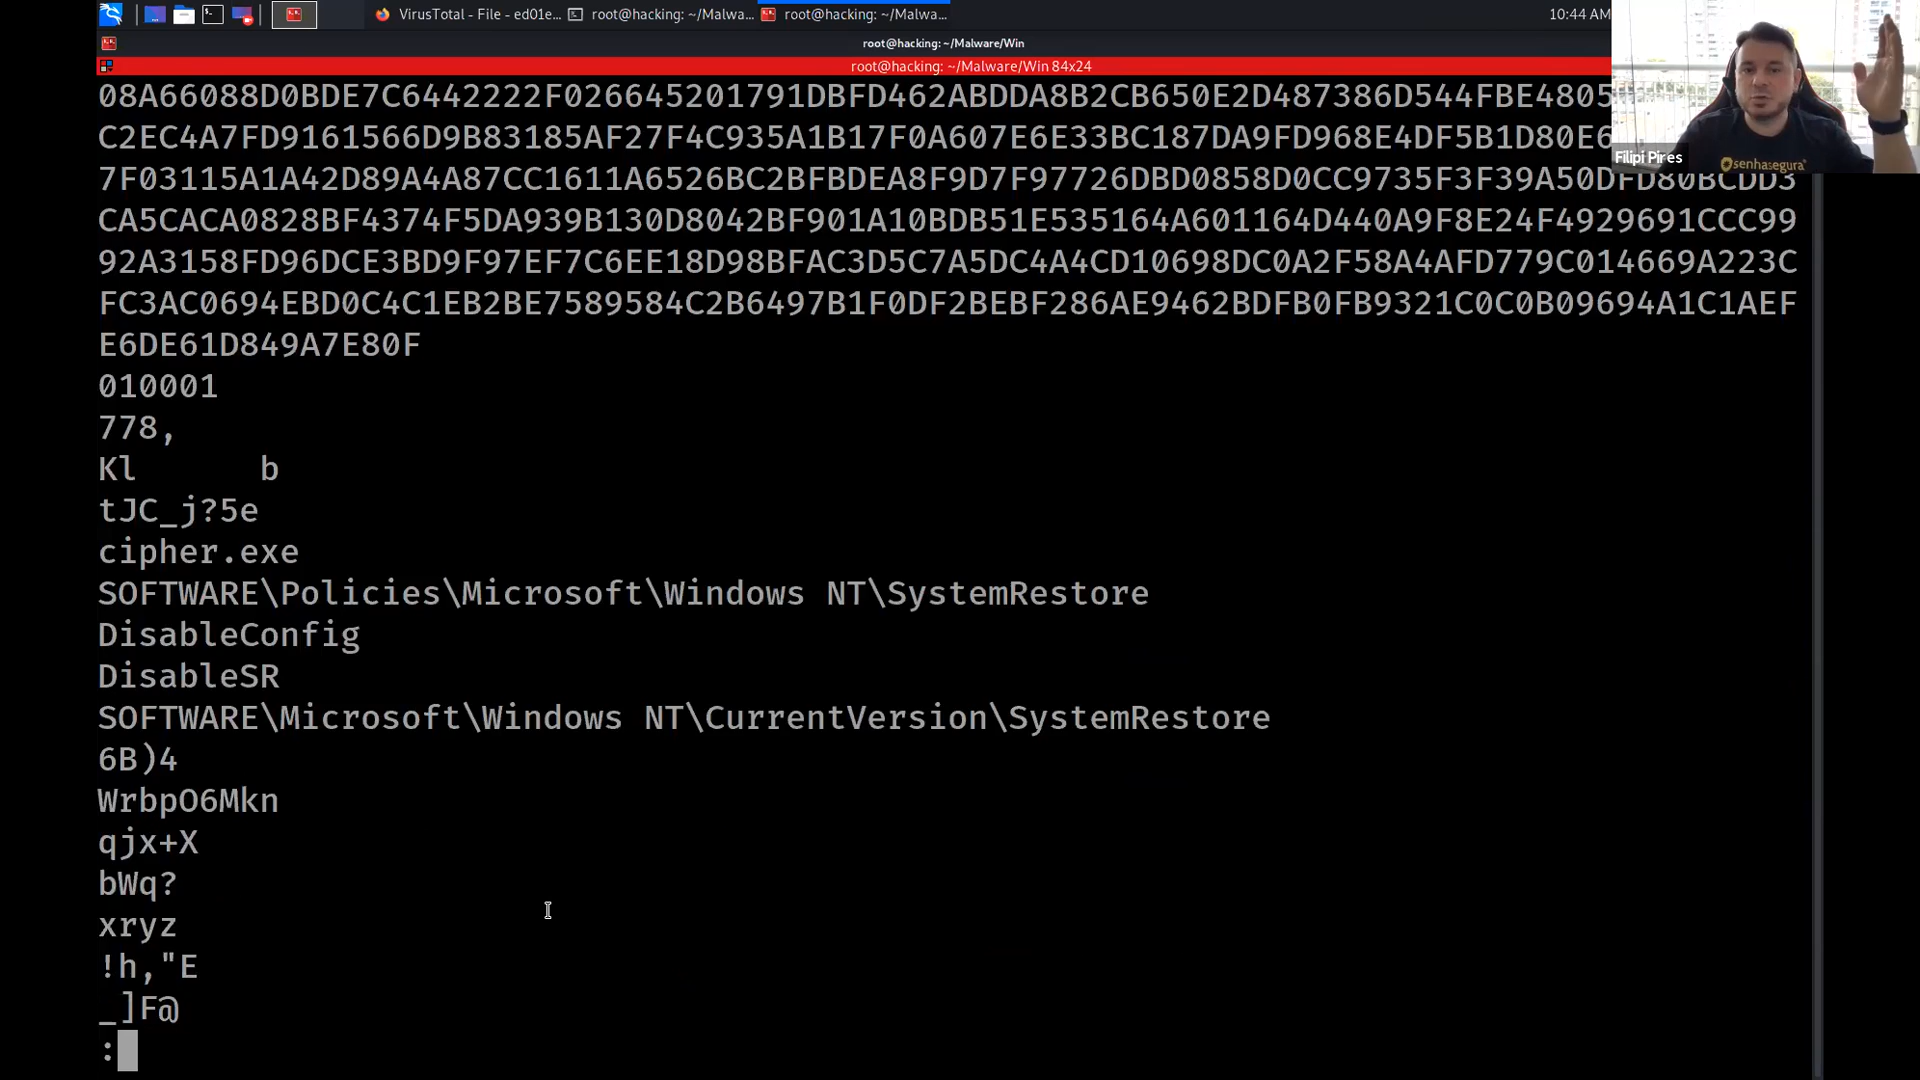 VirusTotal - File - ed01e...
root@hacking: ~/Malwa...
root@hacking: ~/Malwa...
10:44 AM
root@hacking: ~/Malware/Win
root@hacking: ~/Malware/Win 84x24
08A66088D0BDE7C6442222F026645201791DBFD462ABDDA8B2CB650E2D487386D544FBE4805
C2EC4A7FD9161566D9B83185AF27F4C935A1B17F0A607E6E33BC187DA9FD968E4DF5B1D80E6
7F03115A1A42D89A4A87CC1611A6526BC2BFBDEA8F9D7F97726DBD0858D0CC9735F3F39A50DFD80BCDD3
CA5CACA0828BF4374F5DA939B130D8042BF901A10BDB51E535164A601164D440A9F8E24F4929691CCC99
92A3158FD96DCE3BD9F97EF7C6EE18D98BFAC3D5C7A5DC4A4CD10698DC0A2F58A4AFD779C014669A223C
FC3AC0694EBD0C4C1EB2BE7589584C2B6497B1F0DF2BEBF286AE9462BDFB0FB9321C0C0B09694A1C1AEF
E6DE61D849A7E80F
010001
778,
Kl      b
tJC_j?5e
cipher.exe
SOFTWARE\Policies\Microsoft\Windows NT\SystemRestore
DisableConfig
DisableSR
SOFTWARE\Microsoft\Windows NT\CurrentVersion\SystemRestore
6B)4
WrbpO6Mkn
qjx+X
bWq?
xryz
!h,"E
_]F@
:
Filipi Pires
senhasegura